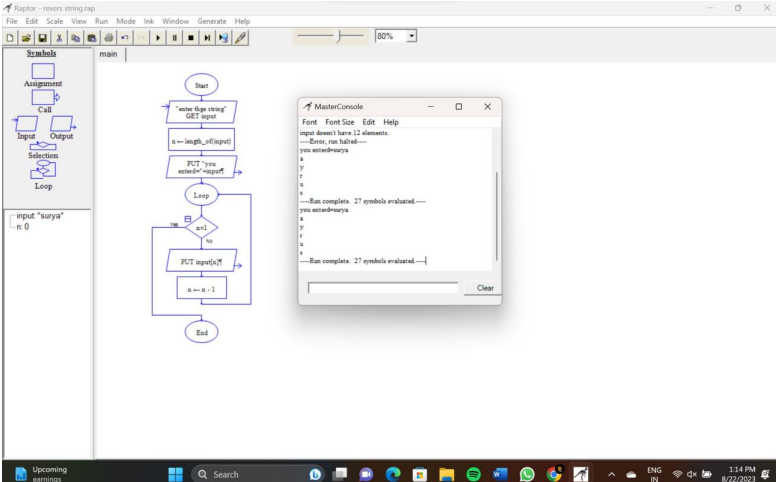 Raptor - revers string.rap
File Edit Scale View Run Mode Ink Window Generate Help
80%
Symbols
main
Assignment
Call
Input Output
Selection
Loop
input "surya"
n: 0
Start
"enter thge string"
GET input
n ← length_of(input)
PUT "you
enterd="+input¶
Loop
Yes
n<1
No
PUT input[n]¶
n ← n - 1
End
MasterConsole
Font Font Size Edit Help
input doesn't have 12 elements.
----Error, run halted----
you enterd=surya
a
y
r
u
s
----Run complete. 27 symbols evaluated.----
you enterd=surya
a
y
r
u
s
----Run complete. 27 symbols evaluated.----
Clear
Upcoming
earnings
Search
ENG
IN
1:14 PM
8/22/2023